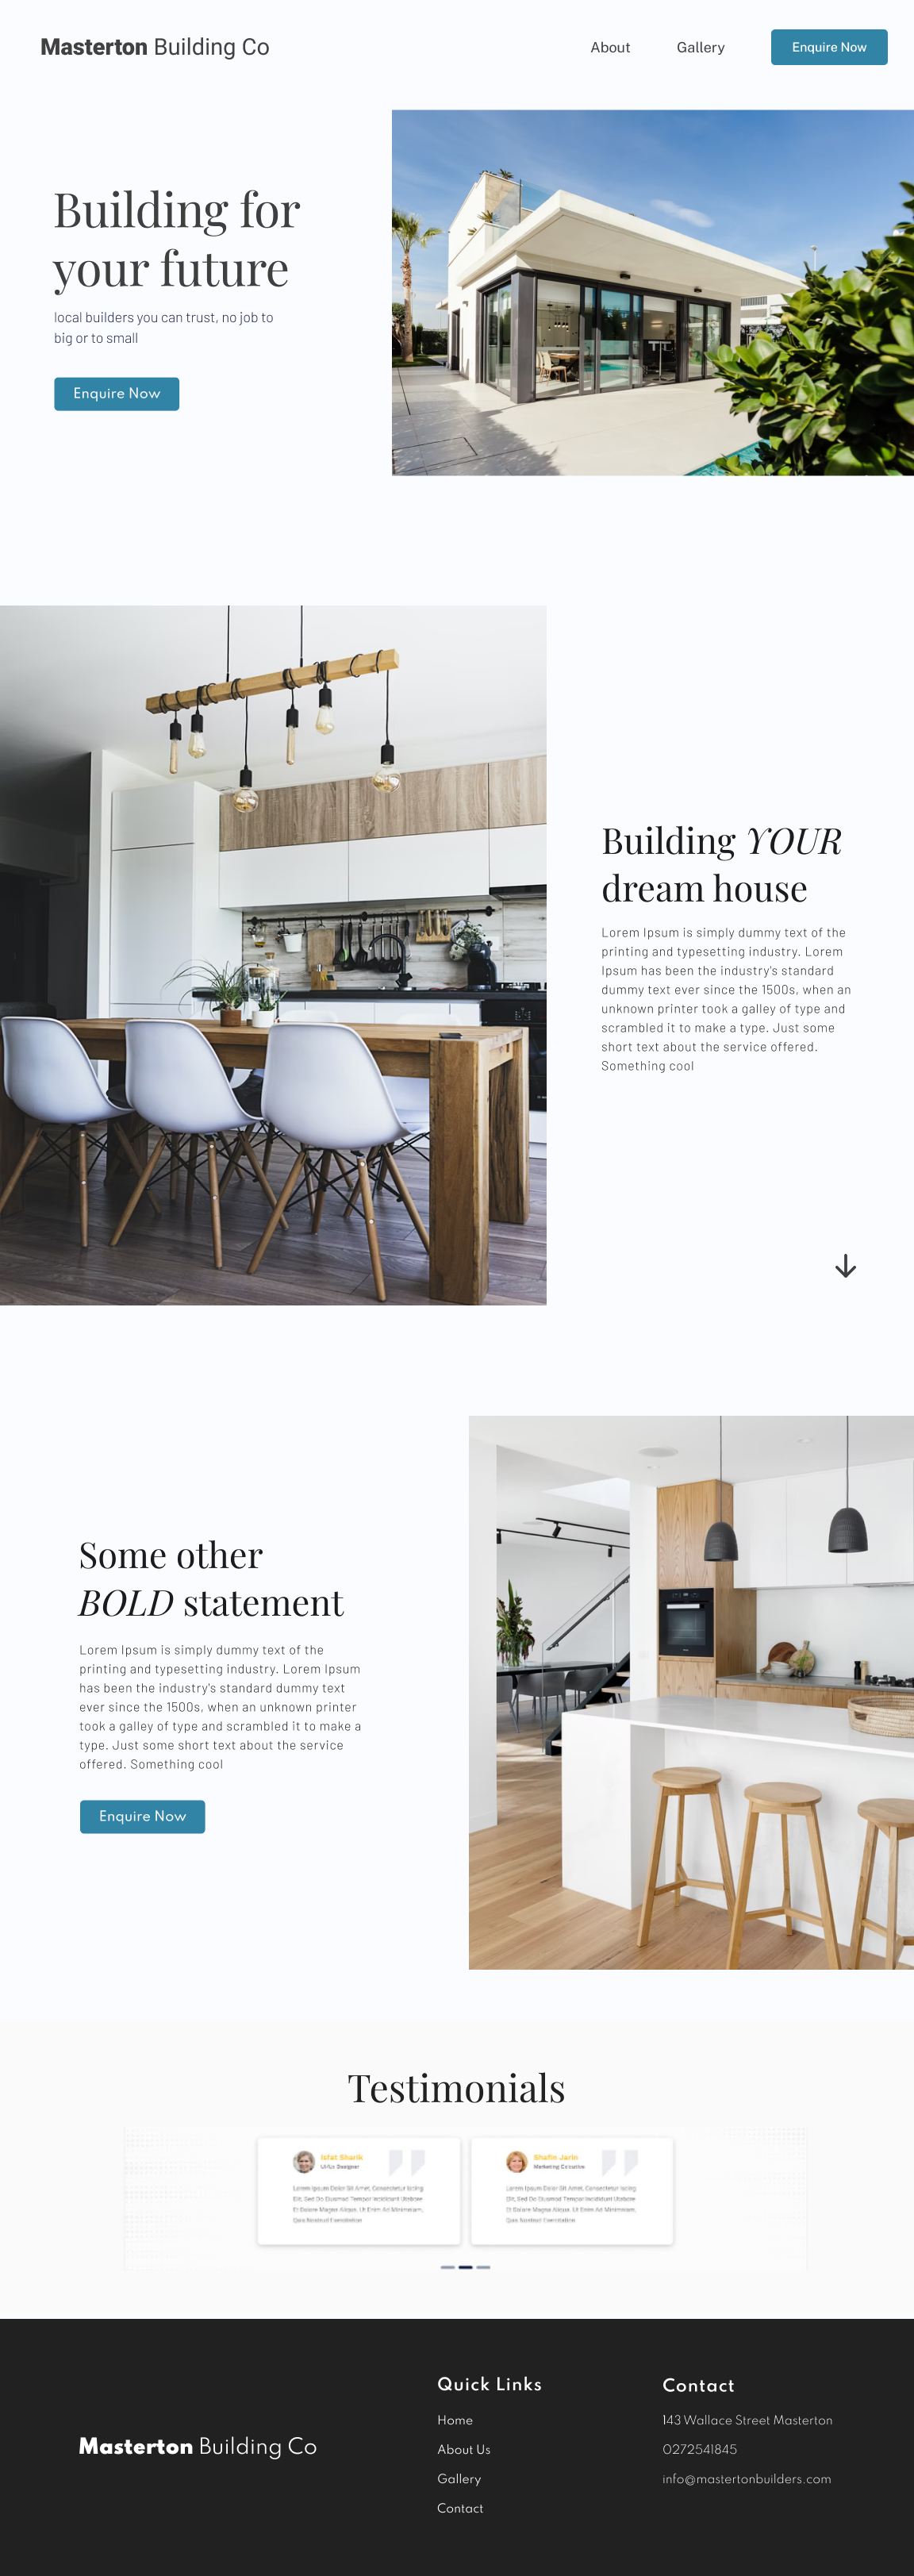 Masterton Building Co
About
Gallery
Enquire Now
Building for
your future
local builders you can trust, no job to
big or to small
Enquire Now
Building YOUR
dream house
Lorem Ipsum is simply dummy text of the
printing and typesetting industry. Lorem
Ipsum has been the industry's standard
dummy text ever since the 1500s, when an
unknown printer took a galley of type and
scrambled it to make a type. Just some
short text about the service offered.
Something cool
Some other
BOLD statement
Lorem Ipsum is simply dummy text of the
printing and typesetting industry. Lorem Ipsum
has been the industry's standard dummy text
ever since the 1500s, when an unknown printer
took a galley of type and scrambled it to make a
type. Just some short text about the service
offered. Something cool
Enquire Now
Testimonials
Isfat Sharik
UI/Ux Designer
Lorem Ipsum Dolor Sit Amet, Consectetur Iscing
Elit, Sed Do Eiusmod Tempor Incididunt Utabore
Et Dolore Magna Aliqua. Ut Enim Ad Minimveiam,
Quis Nostrud Exercitation
Shafin Jarin
Marketing Excutive
Lorem Ipsum Dolor Sit Amet, Consectetur Iscing
Elit, Sed Do Eiusmod Tempor Incididunt Utabore
Et Dolore Magna Aliqua. Ut Enim Ad Minimveiam,
Quis Nostrud Exercitation
Masterton Building Co
Quick Links
Home
About Us
Gallery
Contact
Contact
143 Wallace Street Masterton
0272541845
info@mastertonbuilders.com